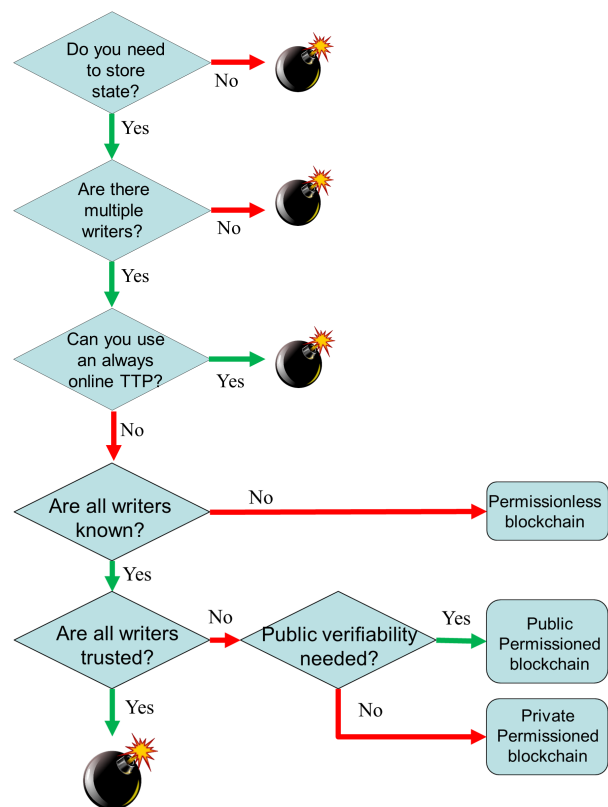 Do you need
to store
state?
No
Yes
Are there
multiple
writers?
No
Yes
Can you use
an always
online TTP?
Yes
No
Are all writers
known?
No
Permissionless
blockchain
Yes
Are all writers
trusted?
No
Public verifiability
needed?
Yes
Public
Permissioned
blockchain
Yes
No
Private
Permissioned
blockchain